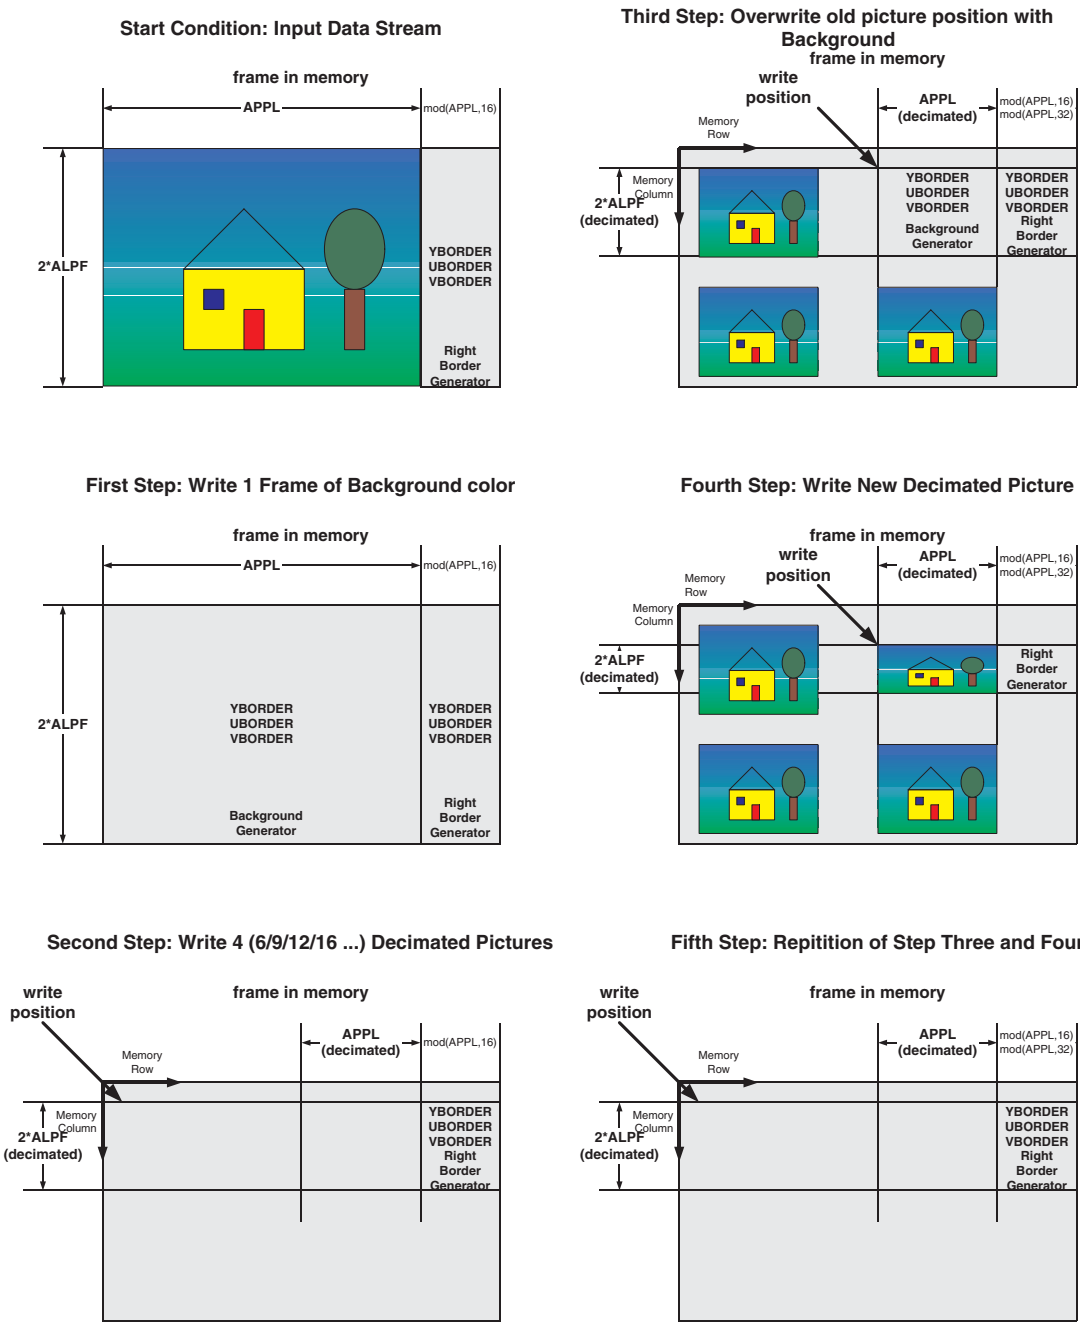 Start Condition: Input Data Stream
frame in memory
APPL
mod(APPL,16)
2*ALPF
YBORDER
UBORDER
VBORDER
Right
Border
Generator
First Step: Write 1 Frame of Background color
frame in memory
APPL
mod(APPL,16)
2*ALPF
YBORDER
UBORDER
VBORDER
YBORDER
UBORDER
VBORDER
Background
Generator
Right
Border
Generator
Second Step: Write 4 (6/9/12/16 ...) Decimated Pictures
write
position
frame in memory
APPL
(decimated)
mod(APPL,16)
Memory
Row
Memory
Column
2*ALPF
(decimated)
YBORDER
UBORDER
VBORDER
Right
Border
Generator
Third Step: Overwrite old picture position with
Background
frame in memory
write
position
APPL
(decimated)
mod(APPL,16)
mod(APPL,32)
Memory
Row
Memory
Column
2*ALPF
(decimated)
YBORDER
UBORDER
VBORDER
Background
Generator
YBORDER
UBORDER
VBORDER
Right
Border
Generator
Fourth Step: Write New Decimated Picture
frame in memory
write
position
APPL
(decimated)
mod(APPL,16)
mod(APPL,32)
Memory
Row
Memory
Column
2*ALPF
(decimated)
Right
Border
Generator
Fifth Step: Repitition of Step Three and Four
write
position
frame in memory
APPL
(decimated)
mod(APPL,16)
mod(APPL,32)
Memory
Row
Memory
Column
2*ALPF
(decimated)
YBORDER
UBORDER
VBORDER
Right
Border
Generator